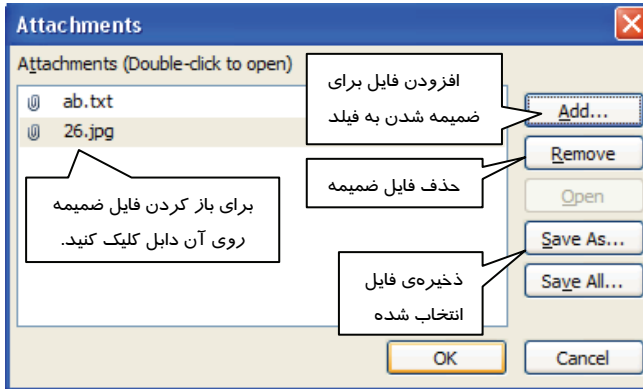 Attachments
Attachments (Double-click to open)
ab.txt
26.jpg
افزودن فایل برای
ضمیمه شدن به فیلد
Add...
حذف فایل ضمیمه
Remove
برای باز کردن فایل ضمیمه
روی آن دابل کلیک کنید.
Open
ذخیره‌ی فایل
انتخاب شده
Save As...
Save All...
OK
Cancel